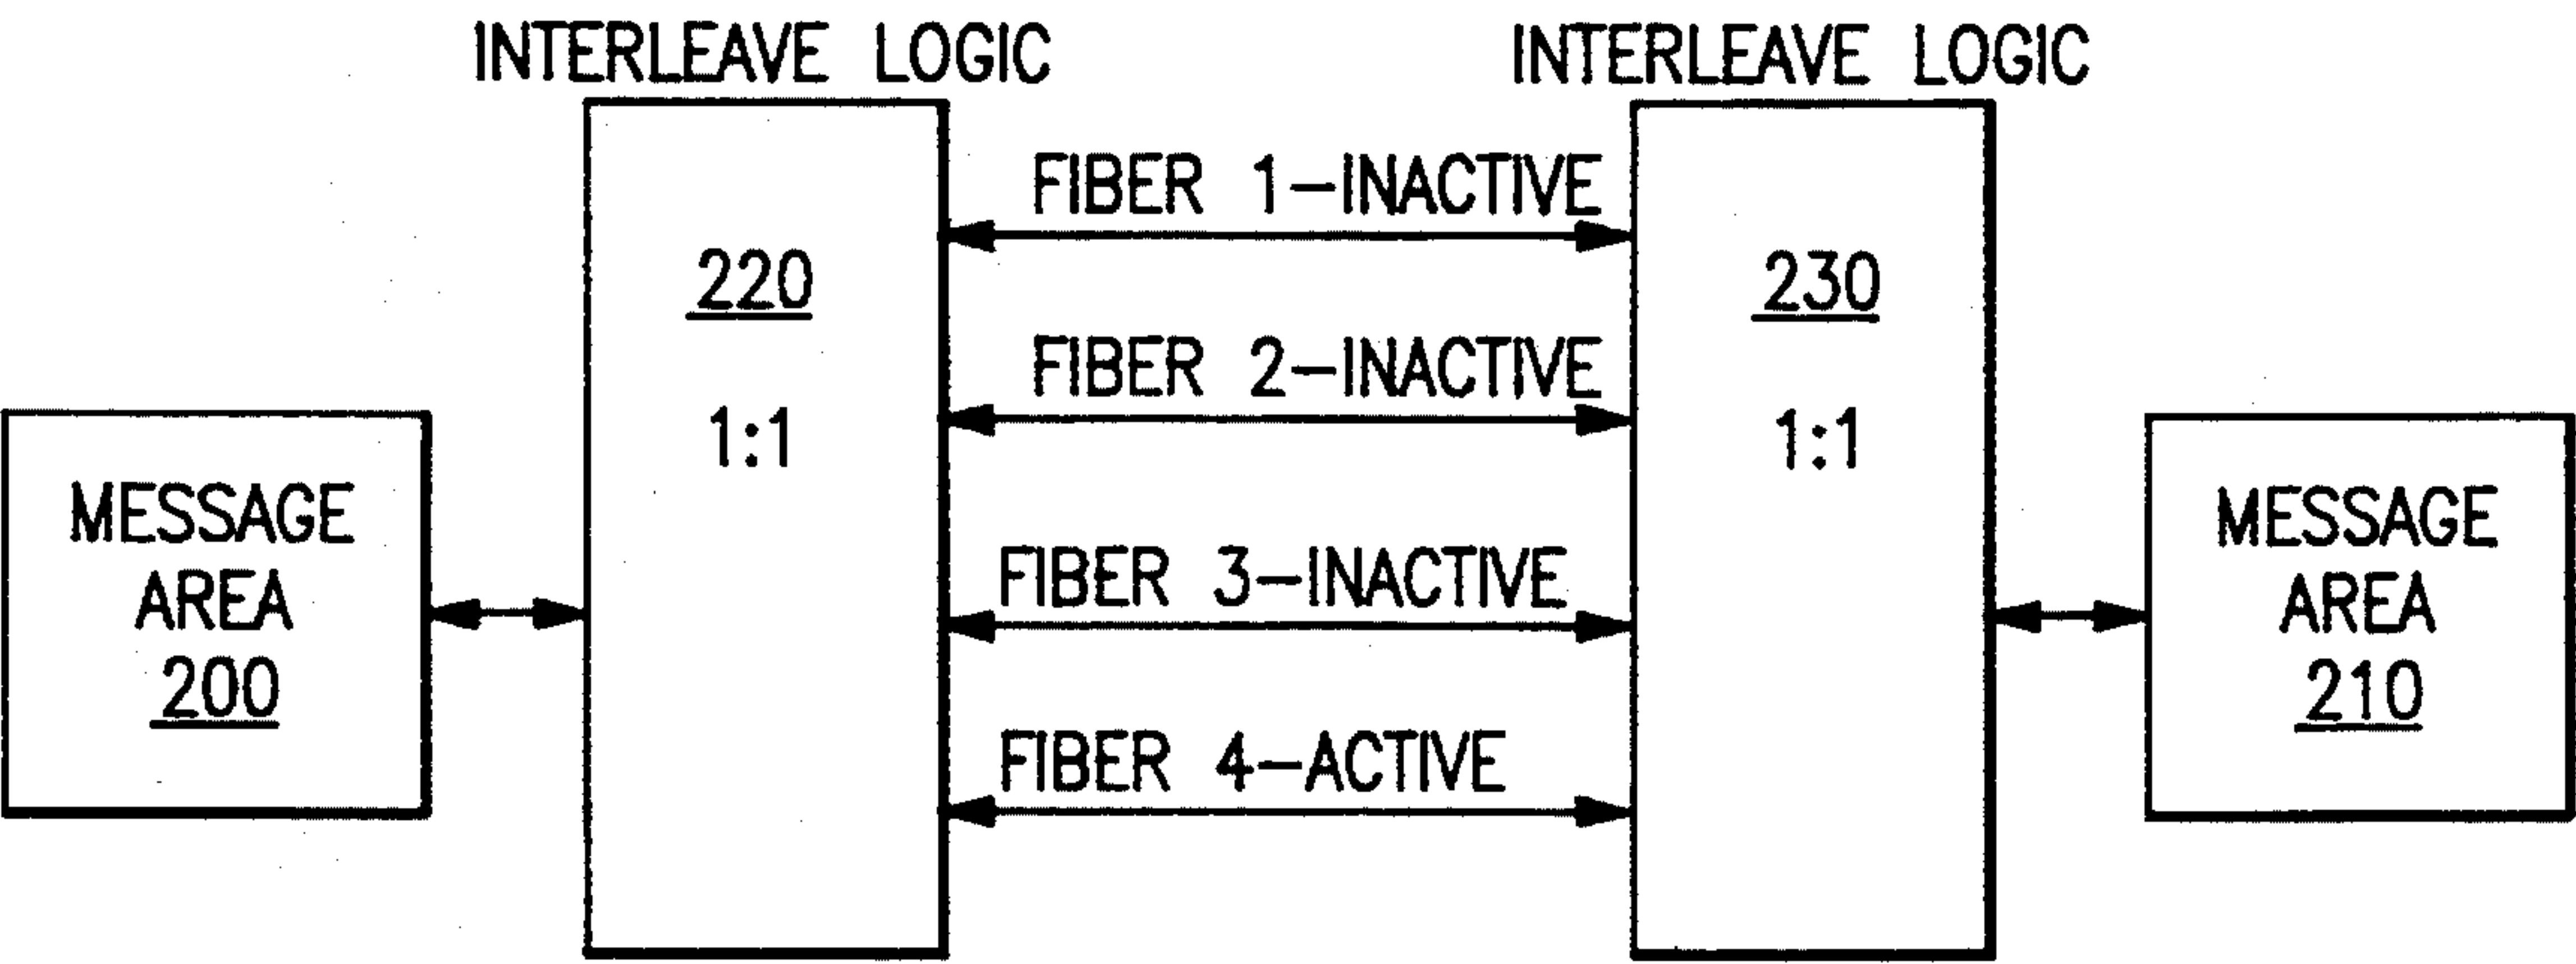 INTERLEAVE LOGIC
INTERLEAVE LOGIC
FIBER 1-INACTIVE
220
230
FIBER 2-INACTIVE
1:1
1:1
MESSAGE
AREA
200
FIBER 3-INACTIVE
MESSAGE
AREA
210
FIBER 4-ACTIVE